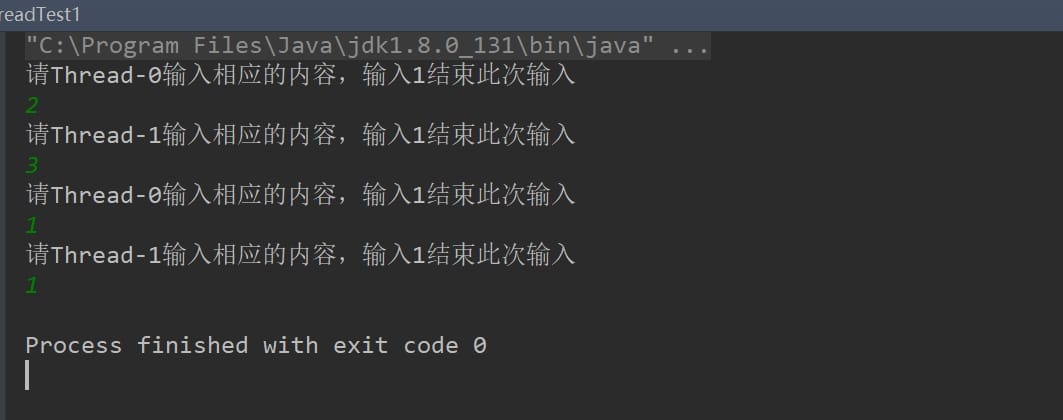 readTest1
"C:\Program Files\Java\jdk1.8.0_131\bin\java" ...
请Thread-0输入相应的内容，输入1结束此次输入
2
请Thread-1输入相应的内容，输入1结束此次输入
3
请Thread-0输入相应的内容，输入1结束此次输入
1
请Thread-1输入相应的内容，输入1结束此次输入
1
Process finished with exit code 0